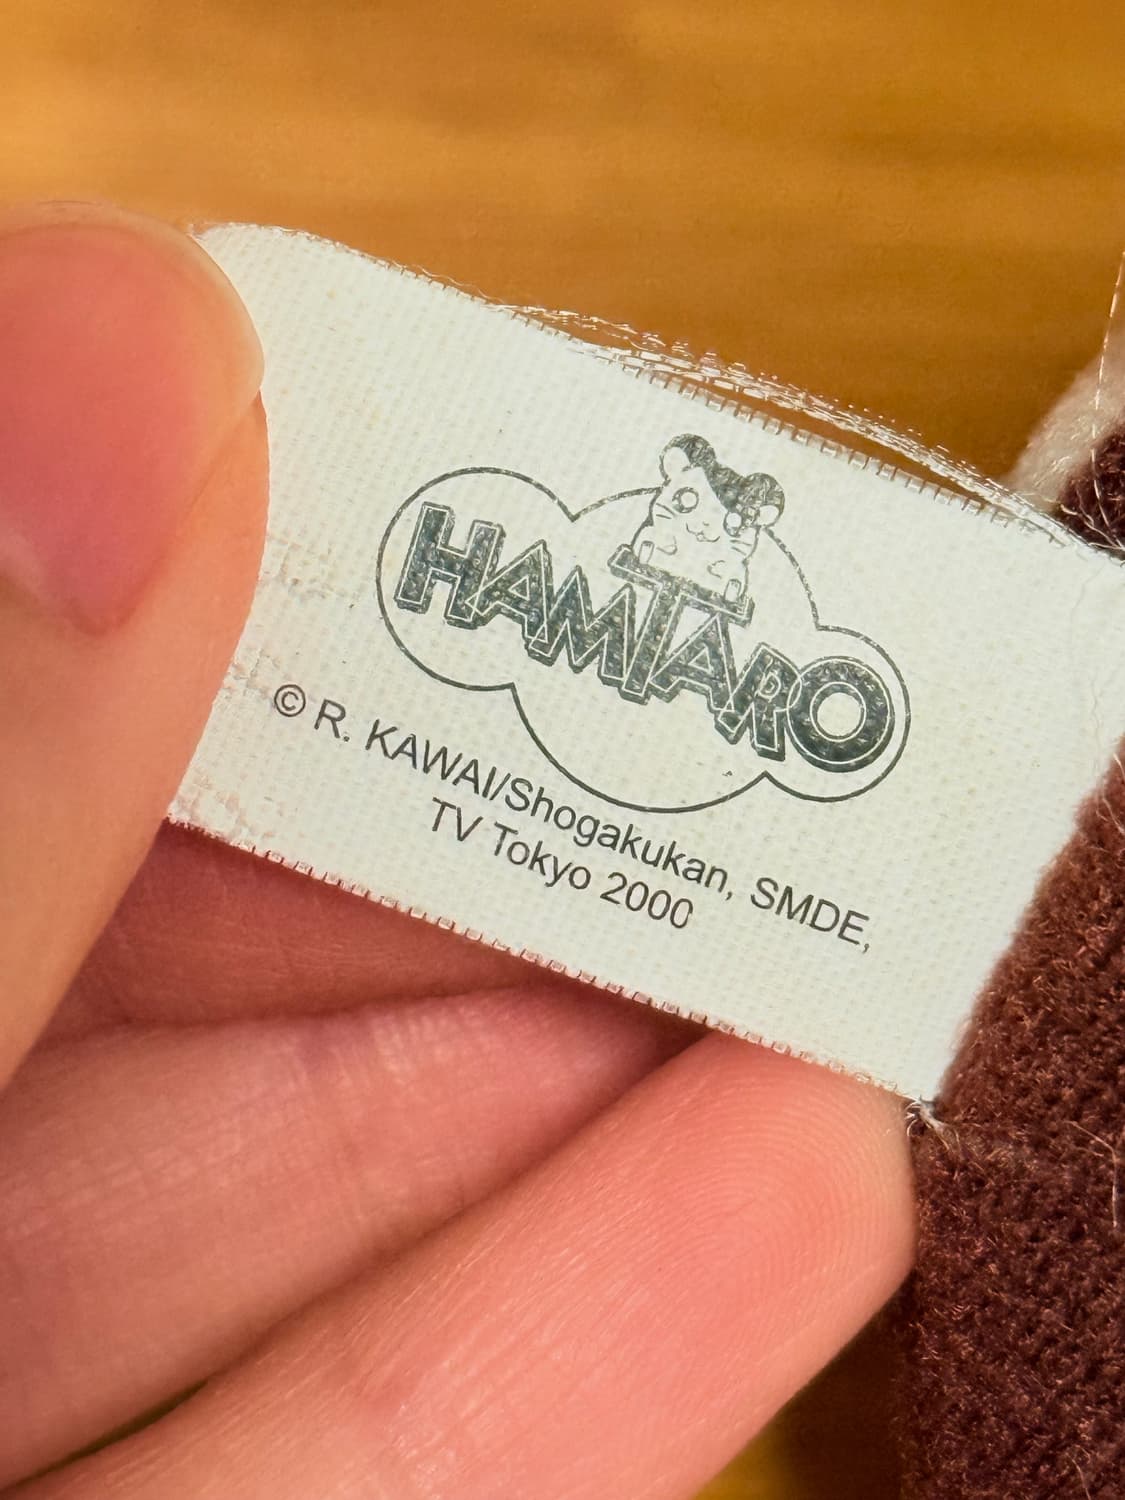 HAMTARO
© R. KAWAI/Shogakukan, SMDE,
TV Tokyo 2000